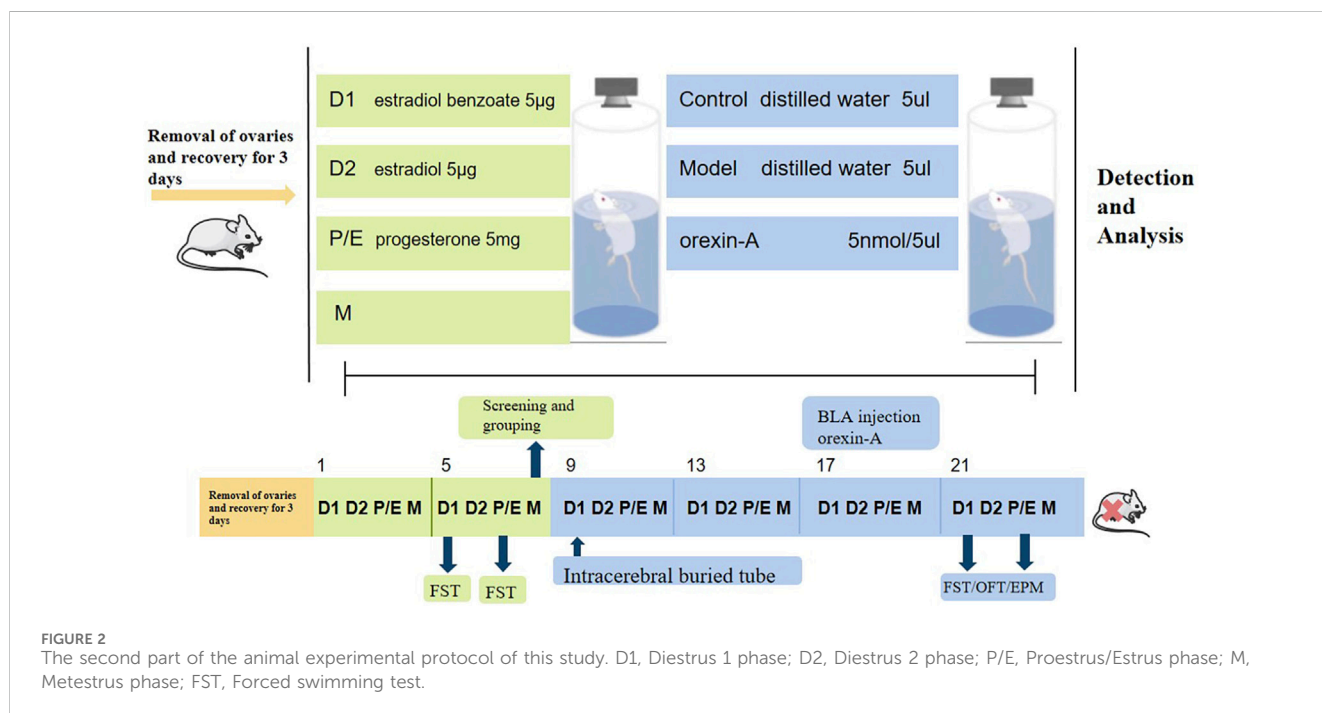 Removal of ovaries
and recovery for 3
days
D1 estradiol benzoate 5µg
D2 estradiol 5µg
P/E progesterone 5mg
M
Control distilled water 5ul
Model distilled water 5ul
orexin-A 5nmol/5ul
Detection
and
Analysis
Screening and
grouping
BLA injection
orexin-A
1 5 9 13 17 21
Removal of ovaries
and recovery for 3
days
D1 D2 P/E M D1 D2 P/E M D1 D2 P/E M D1 D2 P/E M D1 D2 P/E M D1 D2 P/E M
FST FST
Intracerebral buried tube
FST/OFT/EPM
FIGURE 2
The second part of the animal experimental protocol of this study. D1, Diestrus 1 phase; D2, Diestrus 2 phase; P/E, Proestrus/Estrus phase; M,
Metestrus phase; FST, Forced swimming test.